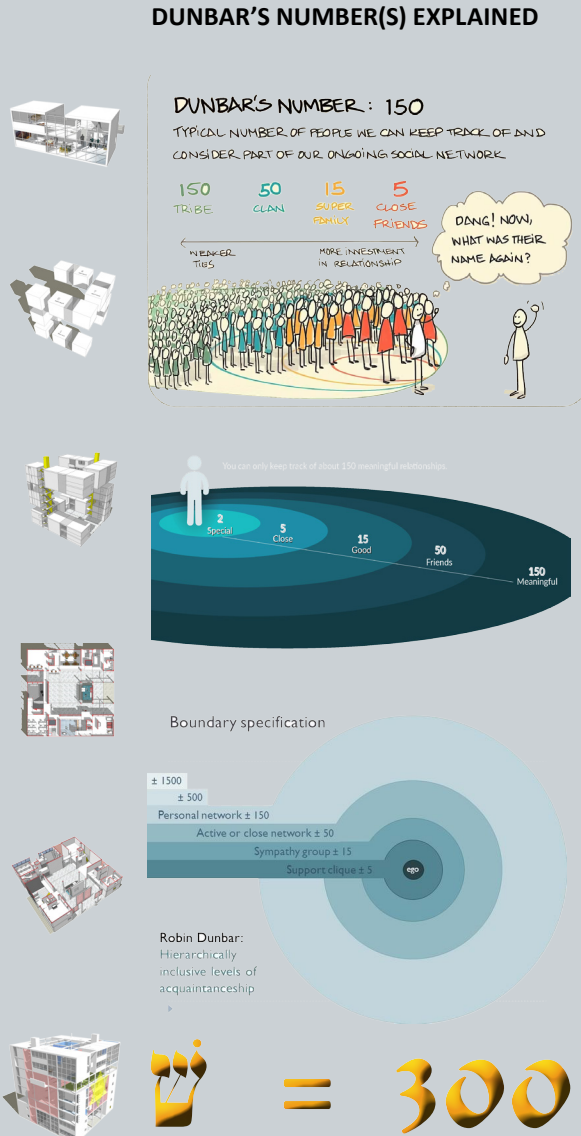 DUNBAR'S NUMBER(S) EXPLAINED
DUNBAR'S NUMBER: 150
TYPICAL NUMBER OF PEOPLE WE CAN KEEP TRACK OF AND
CONSIDER PART OF OUR ONGOING SOCIAL NETWORK
150
TRIBE
50
CLAN
15
SUPER
FAMILY
5
CLOSE
FRIENDS
WEAKER
TIES
MORE INVESTMENT
IN RELATIONSHIP
DANG! NOW,
WHAT WAS THEIR
NAME AGAIN?
You can only keep track of about 150 meaningful relationships.
2
Special
5
Close
15
Good
50
Friends
150
Meaningful
Boundary specification
± 1500
± 500
Personal network ± 150
Active or close network ± 50
Sympathy group ± 15
Support clique ± 5
ego
Robin Dunbar:
Hierarchically
inclusive levels of
acquaintanceship
שׁ = 300